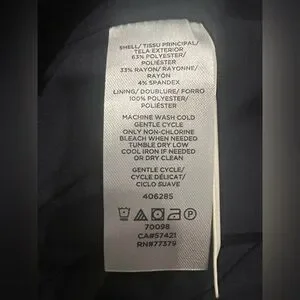 SHELL/ TISSU PRINCIPAL/
TELA EXTERIOR
63% POLYESTER/
POLIÉSTER
33% RAYON/ RAYONNE/
RAYÓN
4% SPANDEX
LINING/ DOUBLURE/ FORRO
100% POLYESTER/
POLIÉSTER
MACHINE WASH COLD
GENTLE CYCLE
ONLY NON-CHLORINE
BLEACH WHEN NEEDED
TUMBLE DRY LOW
COOL IRON IF NEEDED
OR DRY CLEAN
GENTLE CYCLE/
CYCLE DÉLICAT/
CICLO SUAVE
406285
70098
CA#57421
RN#77379